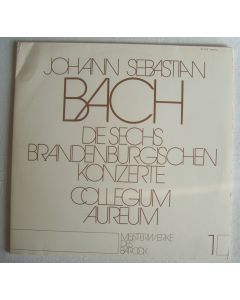 JOHANN SEBASTIAN
BACH
DIE SECHS
BRANDENBURGISCHEN
KONZERTE
COLLEGIUM
AUREUM
MEISTERWERKE
DES
BAROCK
1